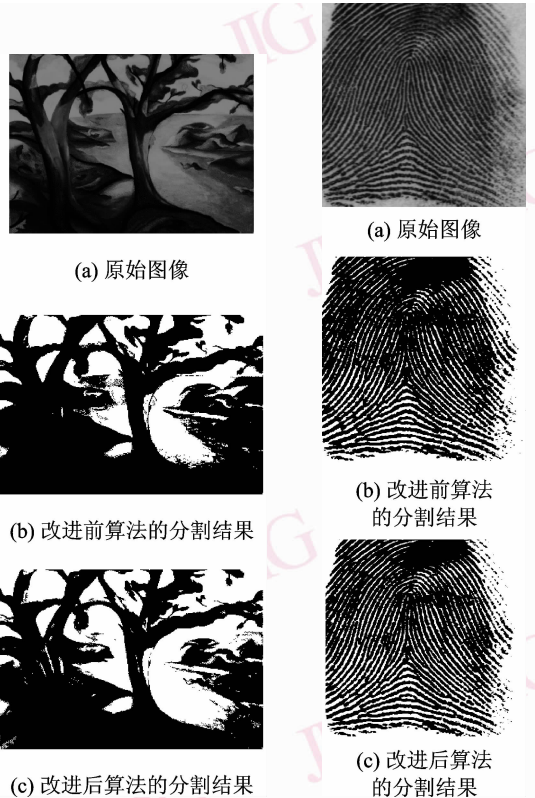 (a) 原始图像
(b) 改进前算法的分割结果
(c) 改进后算法的分割结果
(a) 原始图像
(b) 改进前算法
的分割结果
(c) 改进后算法
的分割结果